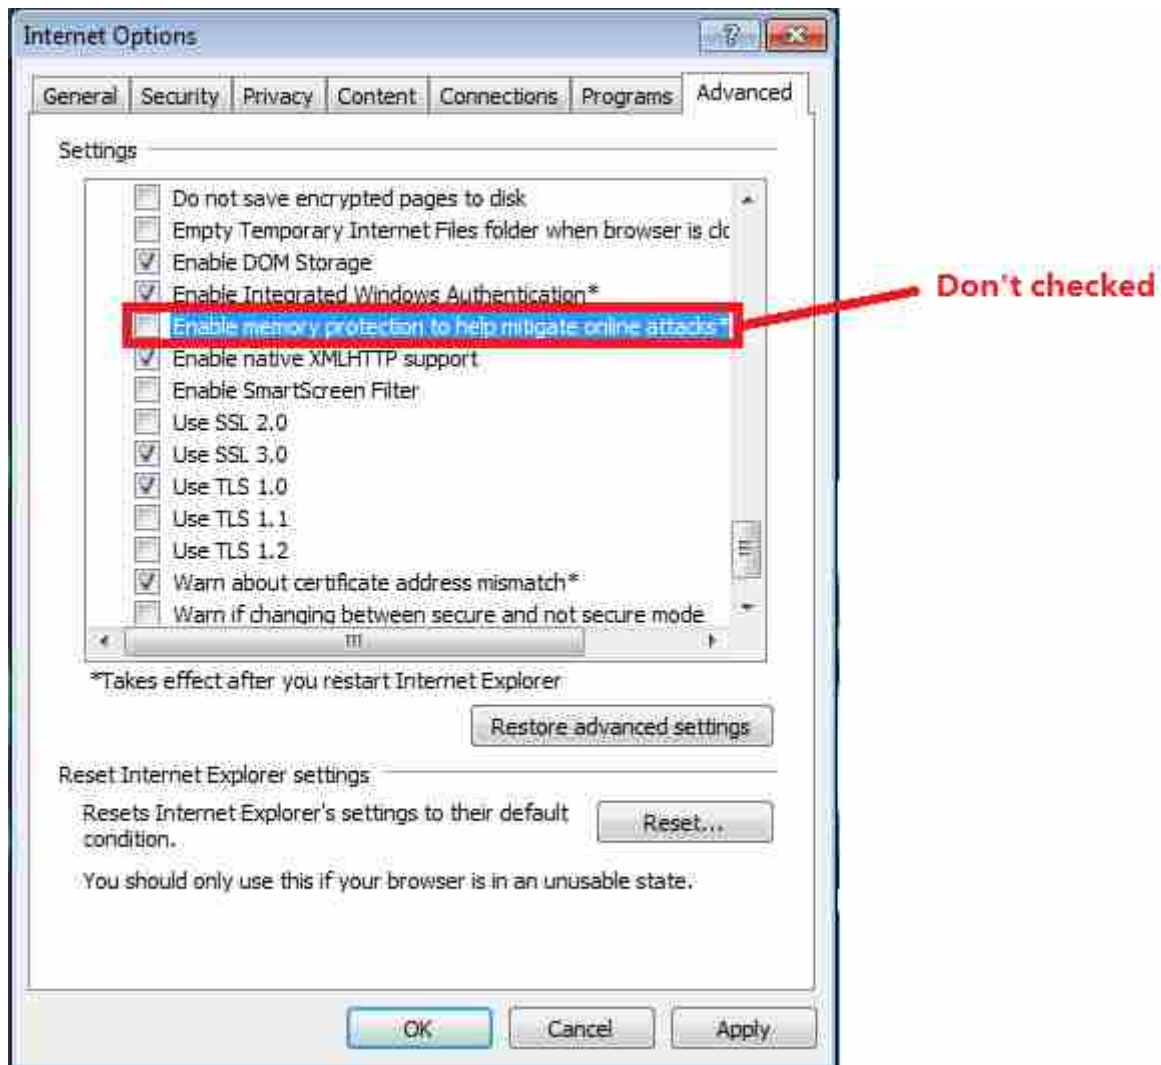 Internet Options
General Security Privacy Content Connections Programs Advanced
Settings
Do not save encrypted pages to disk
Empty Temporary Internet Files folder when browser is clo
Enable DOM Storage
Enable Integrated Windows Authentication*
Enable memory protection to help mitigate online attacks*
Don't checked
Enable native XMLHTTP support
Enable SmartScreen Filter
Use SSL 2.0
Use SSL 3.0
Use TLS 1.0
Use TLS 1.1
Use TLS 1.2
Warn about certificate address mismatch*
Warn if changing between secure and not secure mode
*Takes effect after you restart Internet Explorer
Restore advanced settings
Reset Internet Explorer settings
Resets Internet Explorer's settings to their default
condition.
Reset...
You should only use this if your browser is in an unusable state.
OK Cancel Apply